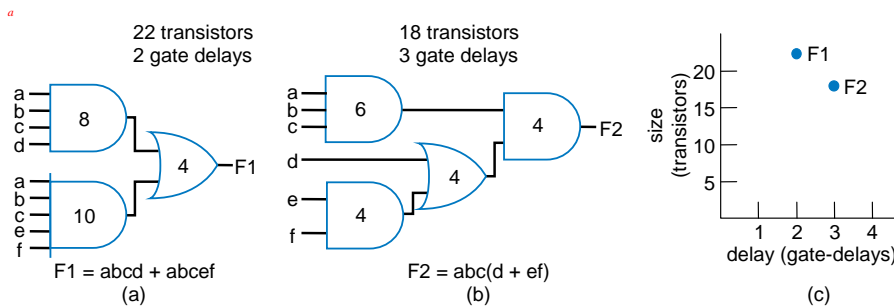 a
22 transistors
2 gate delays
a
b
c
d
8
a
b
c
e
f
10
4
F1
F1 = abcd + abcef
(a)
18 transistors
3 gate delays
a
b
c
6
d
e
f
4
4
4
F2
F2 = abc(d + ef)
(b)
size
(transistors)
20
15
10
5
F1
F2
1 2 3 4
delay (gate-delays)
(c)